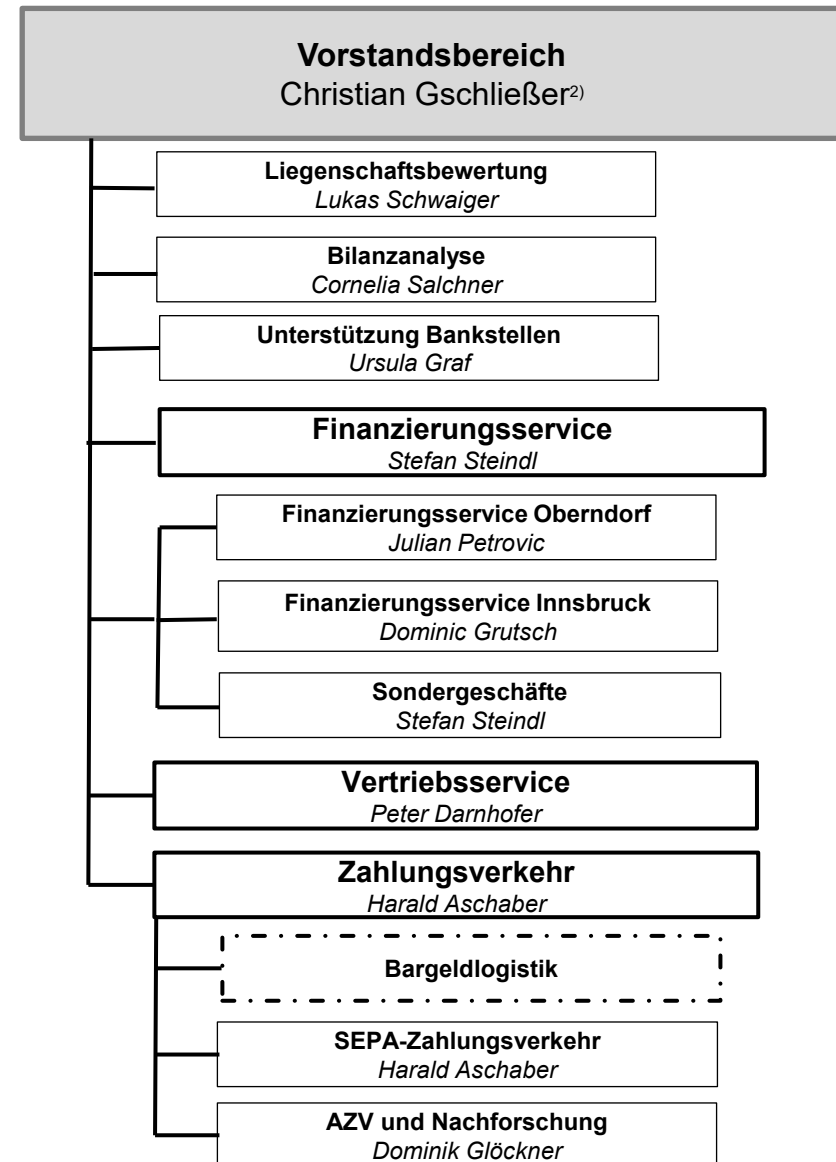 Vorstandsbereich
Christian Gschließer²⁾
Liegenschaftsbewertung
Lukas Schwaiger
Bilanzanalyse
Cornelia Salchner
Unterstützung Bankstellen
Ursula Graf
Finanzierungsservice
Stefan Steindl
Finanzierungsservice Oberndorf
Julian Petrovic
Finanzierungsservice Innsbruck
Dominic Grutsch
Sondergeschäfte
Stefan Steindl
Vertriebsservice
Peter Darnhofer
Zahlungsverkehr
Harald Aschaber
Bargeldlogistik
SEPA-Zahlungsverkehr
Harald Aschaber
AZV und Nachforschung
Dominik Glöckner